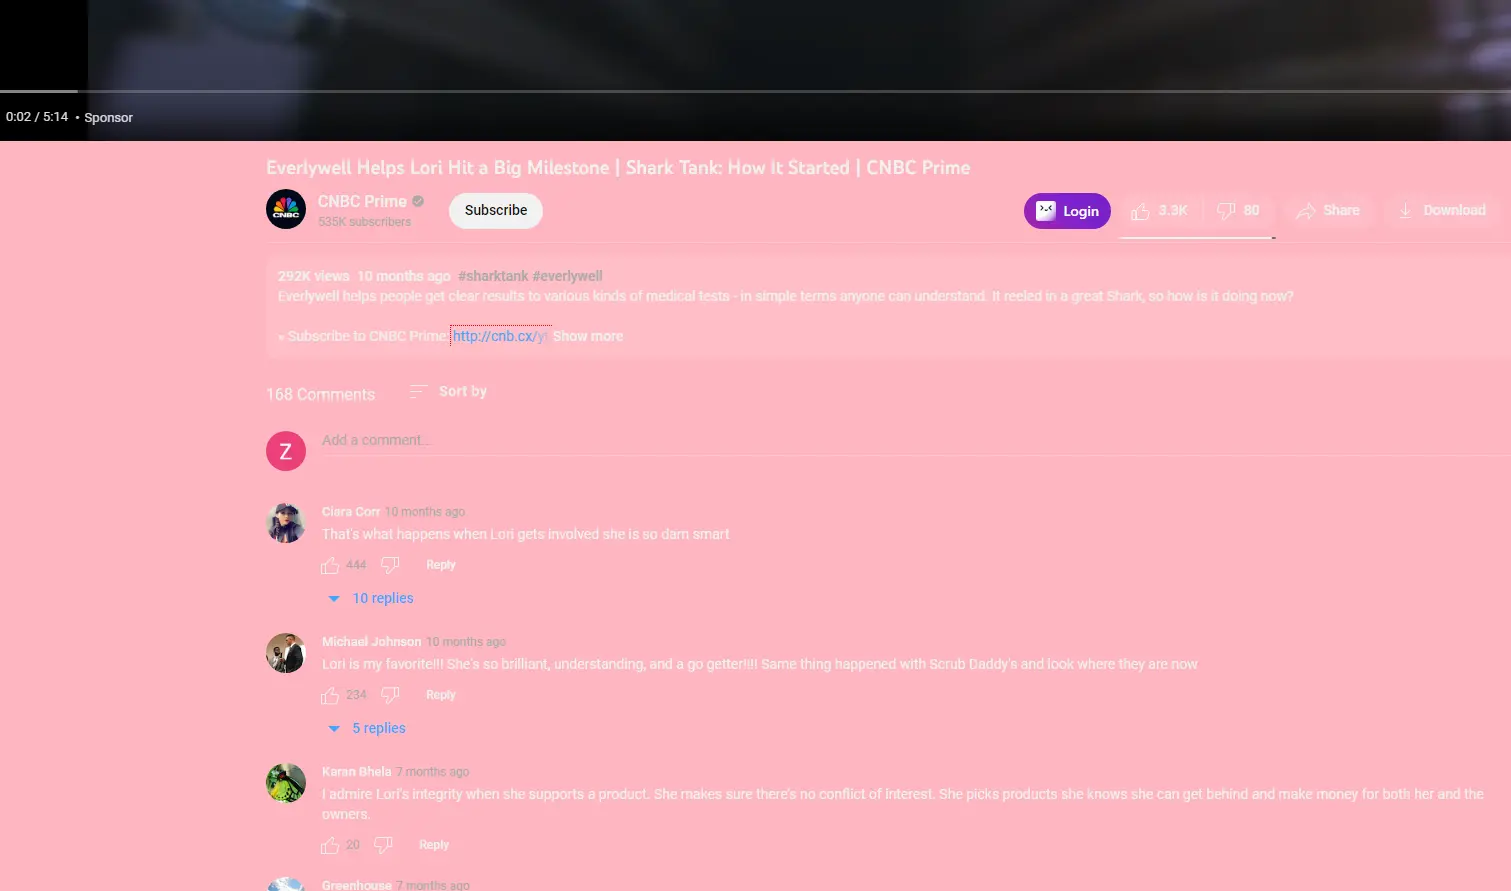 0:02 / 5:14 • Sponsor
Everlywell Helps Lori Hit a Big Milestone | Shark Tank: How It Started | CNBC Prime
CNBC
CNBC Prime
535K subscribers
Subscribe
Login
3.3K
80
Share
Download
292K views 10 months ago #sharktank #everlywell
Everlywell helps people get clear results to various kinds of medical tests - in simple terms anyone can understand. It reeled in a great Shark, so how is it doing now?
» Subscribe to CNBC Prime: http://cnb.cx/y Show more
168 Comments
Sort by
Z
Add a comment...
Ciara Corr 10 months ago
That's what happens when Lori gets involved she is so dam smart
444
Reply
10 replies
Michael Johnson 10 months ago
Lori is my favorite!!! She's so brilliant, understanding, and a go getter!!!! Same thing happened with Scrub Daddy's and look where they are now
234
Reply
5 replies
Karan Bhela 7 months ago
I admire Lori's integrity when she supports a product. She makes sure there's no conflict of interest. She picks products she knows she can get behind and make money for both her and the
owners.
20
Reply
Greenhouse 7 months ago